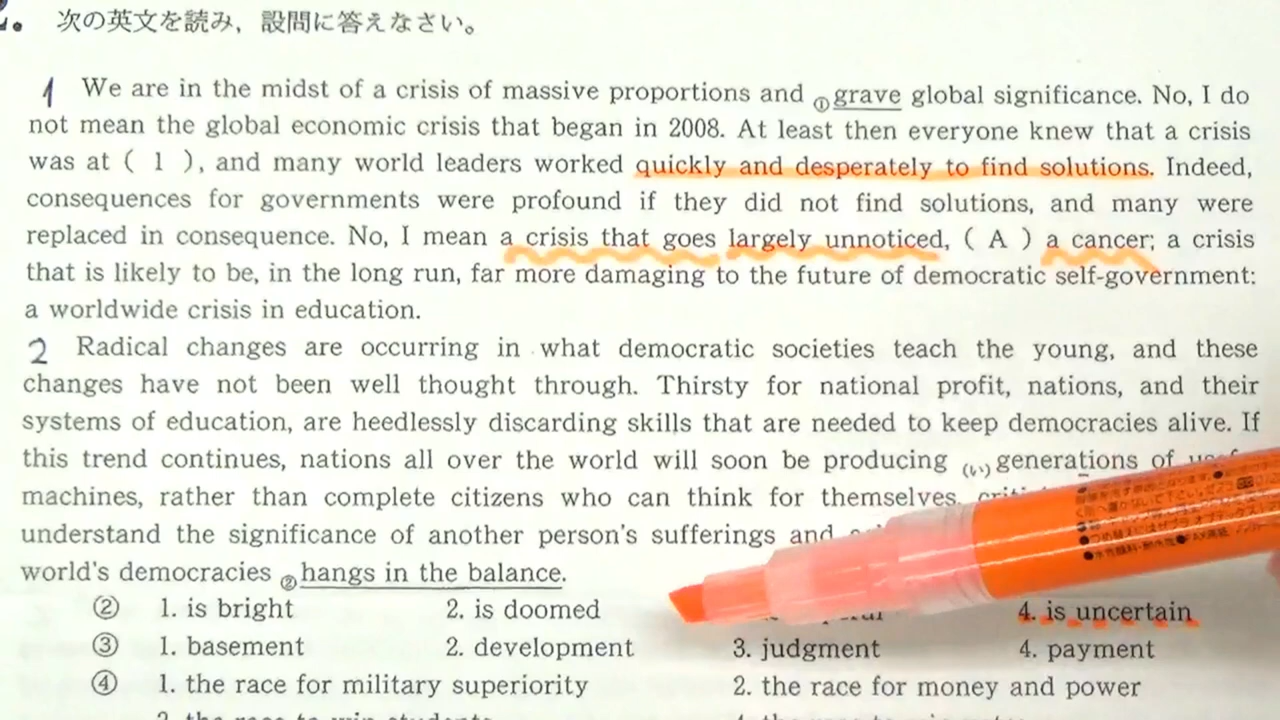 2. 次の英文を読み，設問に答えなさい。
1 We are in the midst of a crisis of massive proportions and ①grave global significance. No, I do
not mean the global economic crisis that began in 2008. At least then everyone knew that a crisis
was at ( 1 ), and many world leaders worked quickly and desperately to find solutions. Indeed,
consequences for governments were profound if they did not find solutions, and many were
replaced in consequence. No, I mean a crisis that goes largely unnoticed, ( A ) a cancer; a crisis
that is likely to be, in the long run, far more damaging to the future of democratic self-government:
a worldwide crisis in education.
2 Radical changes are occurring in what democratic societies teach the young, and these
changes have not been well thought through. Thirsty for national profit, nations, and their
systems of education, are heedlessly discarding skills that are needed to keep democracies alive. If
this trend continues, nations all over the world will soon be producing (い)generations of
machines, rather than complete citizens who can think for themselves,
understand the significance of another person's sufferings and
world's democracies ②hangs in the balance.
② 1. is bright 2. is doomed 4. is uncertain
③ 1. basement 2. development 3. judgment 4. payment
④ 1. the race for military superiority 2. the race for money and power